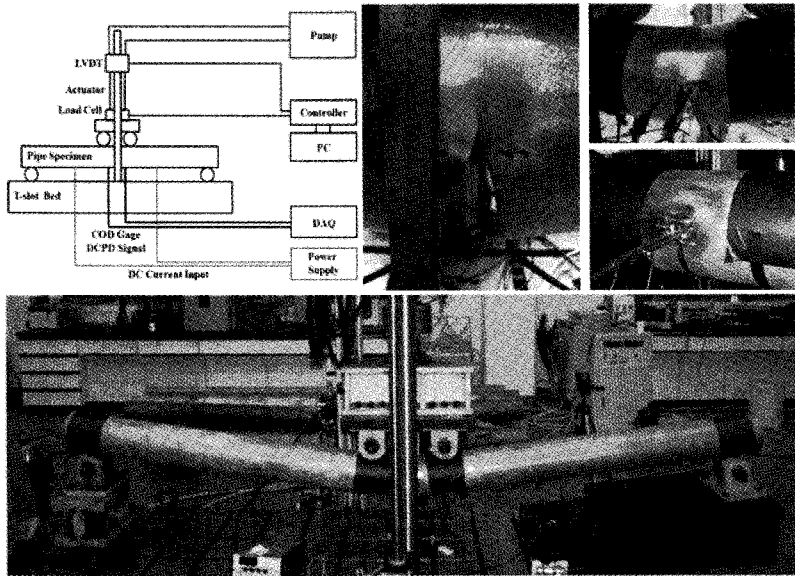 Pump
LVDT
Actuator
Load Cell
Controller
PC
Pipe Specimen
T-slot Bed
DAQ
COD Gage
DCPD Signal
Power
Supply
DC Current Input